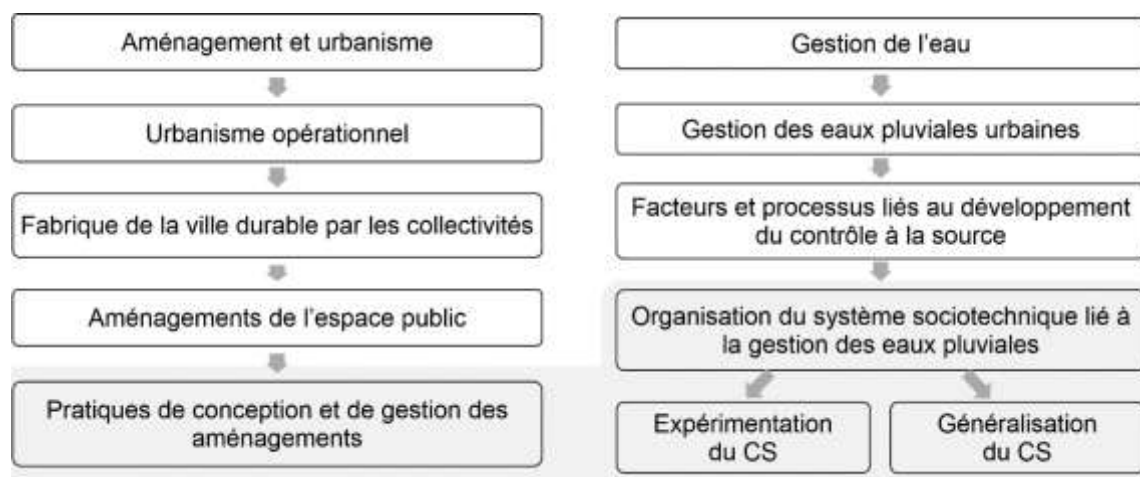 Aménagement et urbanisme
Urbanisme opérationnel
Fabrique de la ville durable par les collectivités
Aménagements de l'espace public
Pratiques de conception et de gestion des
aménagements
Gestion de l'eau
Gestion des eaux pluviales urbaines
Facteurs et processus liés au développement
du contrôle à la source
Organisation du système sociotechnique lié à
la gestion des eaux pluviales
Expérimentation
du CS
Généralisation
du CS